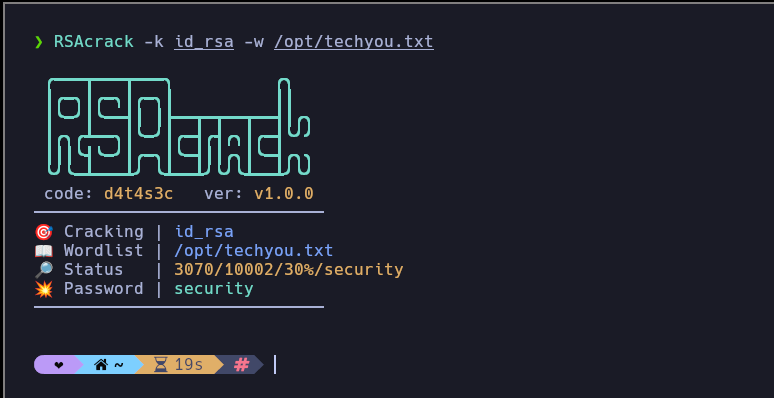 ❯ RSAcrack -k id_rsa -w /opt/techyou.txt
RSAcrack
code: d4t4s3c   ver: v1.0.0
🎯 Cracking | id_rsa
📖 Wordlist | /opt/techyou.txt
🔎 Status   | 3070/10002/30%/security
💥 Password | security
❤ ~ 19s #